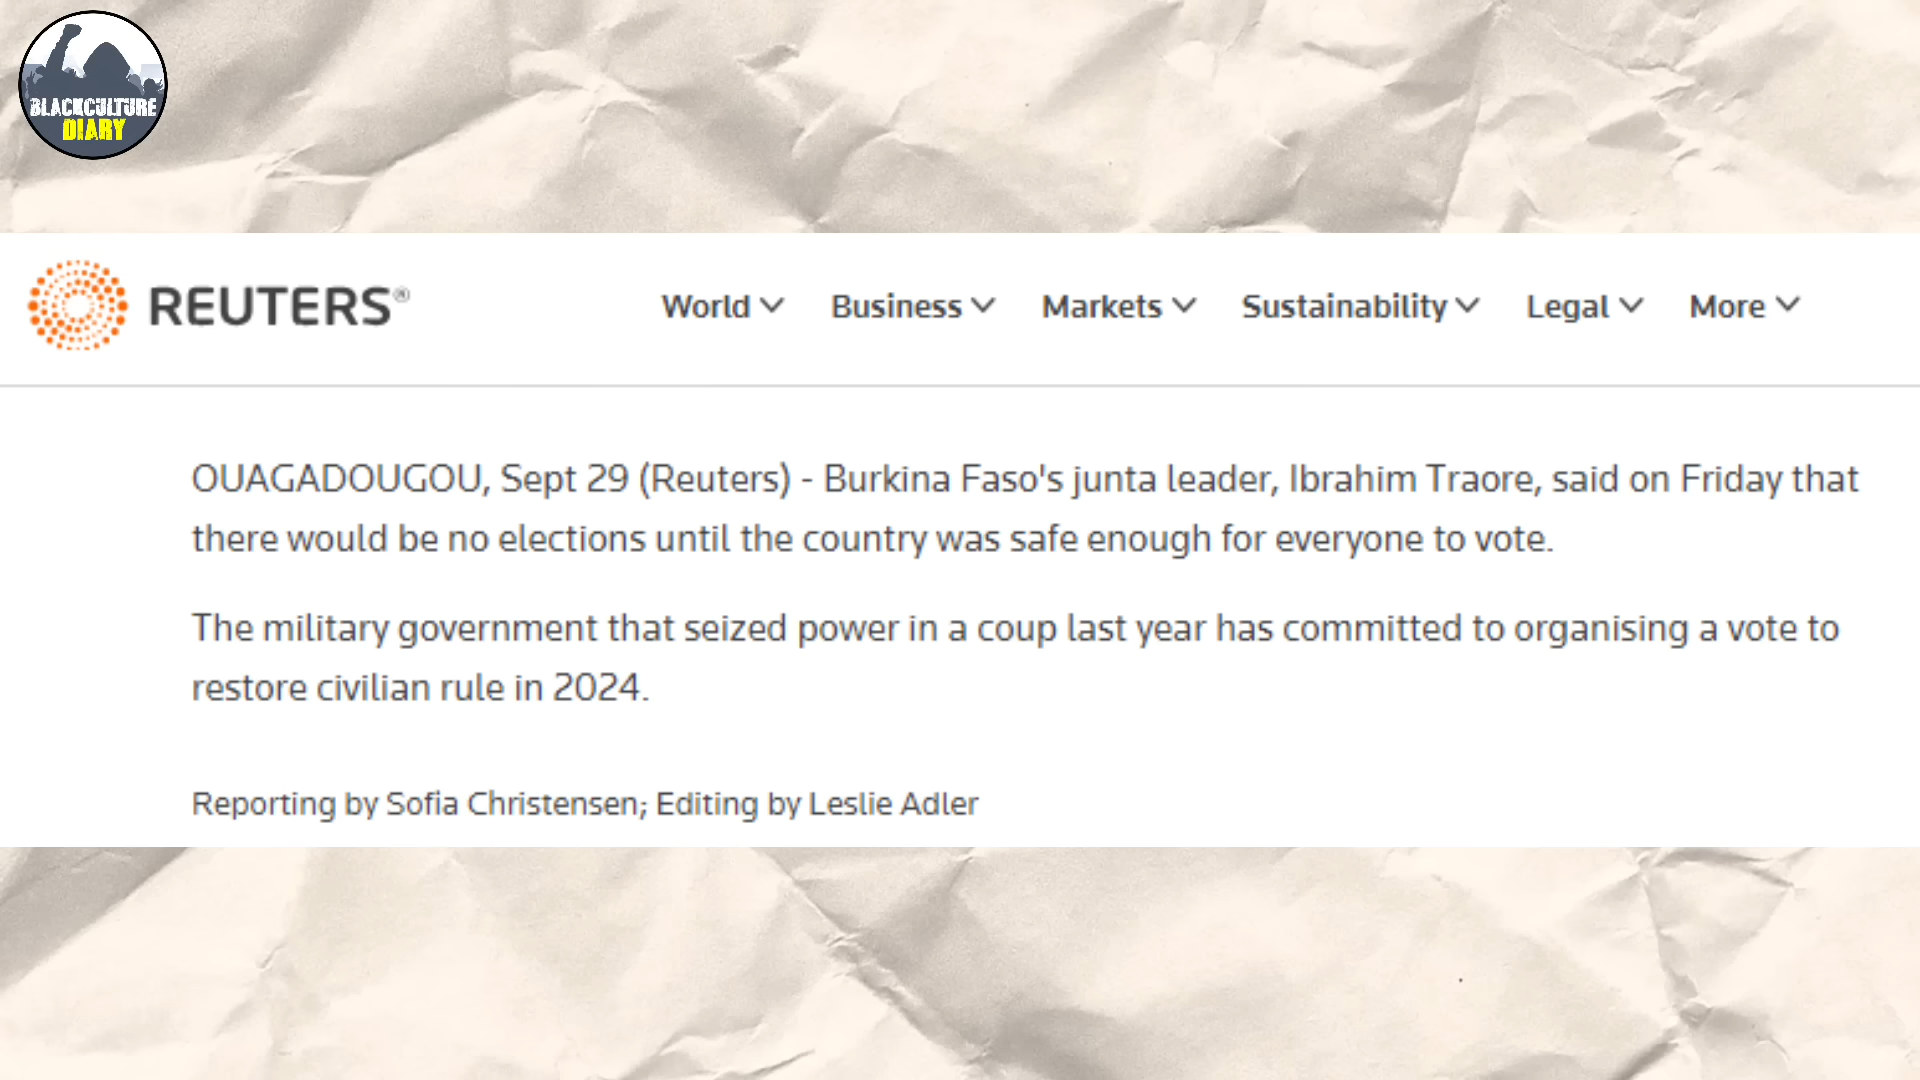 BLACKCULTURE
DIARY
REUTERS®
World Business Markets Sustainability Legal More
OUAGADOUGOU, Sept 29 (Reuters) - Burkina Faso's junta leader, Ibrahim Traore, said on Friday that
there would be no elections until the country was safe enough for everyone to vote.
The military government that seized power in a coup last year has committed to organising a vote to
restore civilian rule in 2024.
Reporting by Sofia Christensen; Editing by Leslie Adler